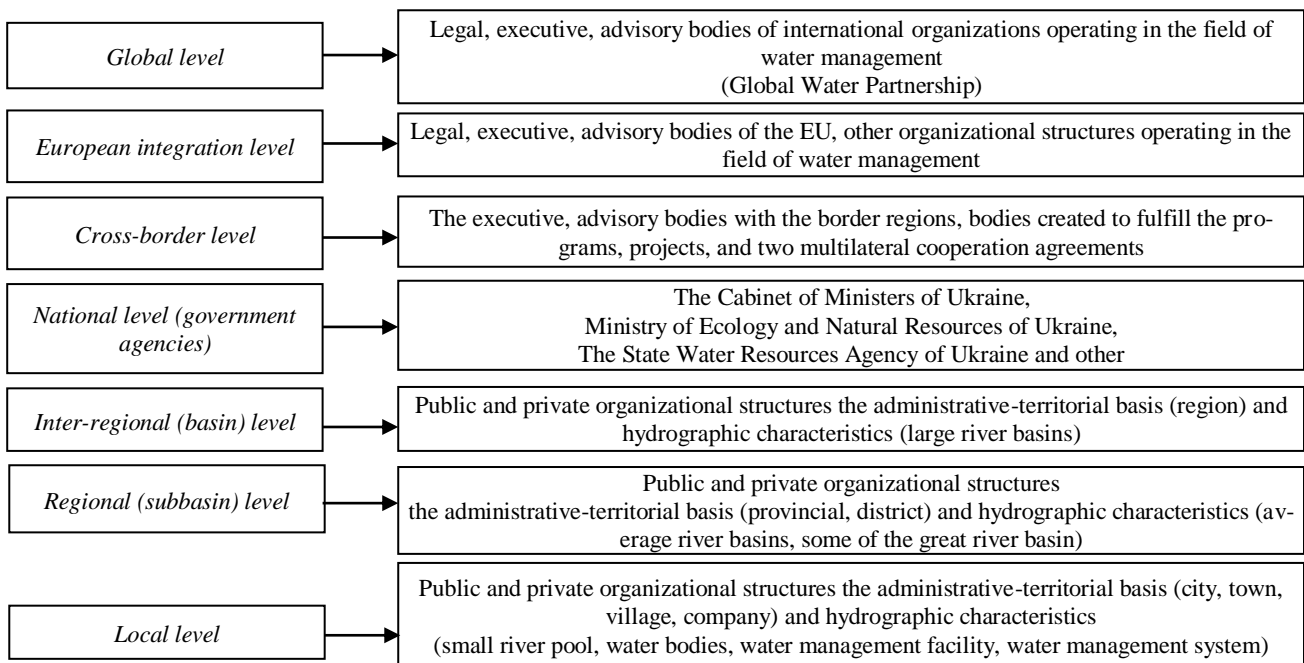 Global level
Legal, executive, advisory bodies of international organizations operating in the field of
water management
(Global Water Partnership)
European integration level
Legal, executive, advisory bodies of the EU, other organizational structures operating in the
field of water management
Cross-border level
The executive, advisory bodies with the border regions, bodies created to fulfill the pro-
grams, projects, and two multilateral cooperation agreements
National level (government
agencies)
The Cabinet of Ministers of Ukraine,
Ministry of Ecology and Natural Resources of Ukraine,
The State Water Resources Agency of Ukraine and other
Inter-regional (basin) level
Public and private organizational structures the administrative-territorial basis (region) and
hydrographic characteristics (large river basins)
Regional (subbasin) level
Public and private organizational structures
the administrative-territorial basis (provincial, district) and hydrographic characteristics (av-
erage river basins, some of the great river basin)
Local level
Public and private organizational structures the administrative-territorial basis (city, town,
village, company) and hydrographic characteristics
(small river pool, water bodies, water management facility, water management system)